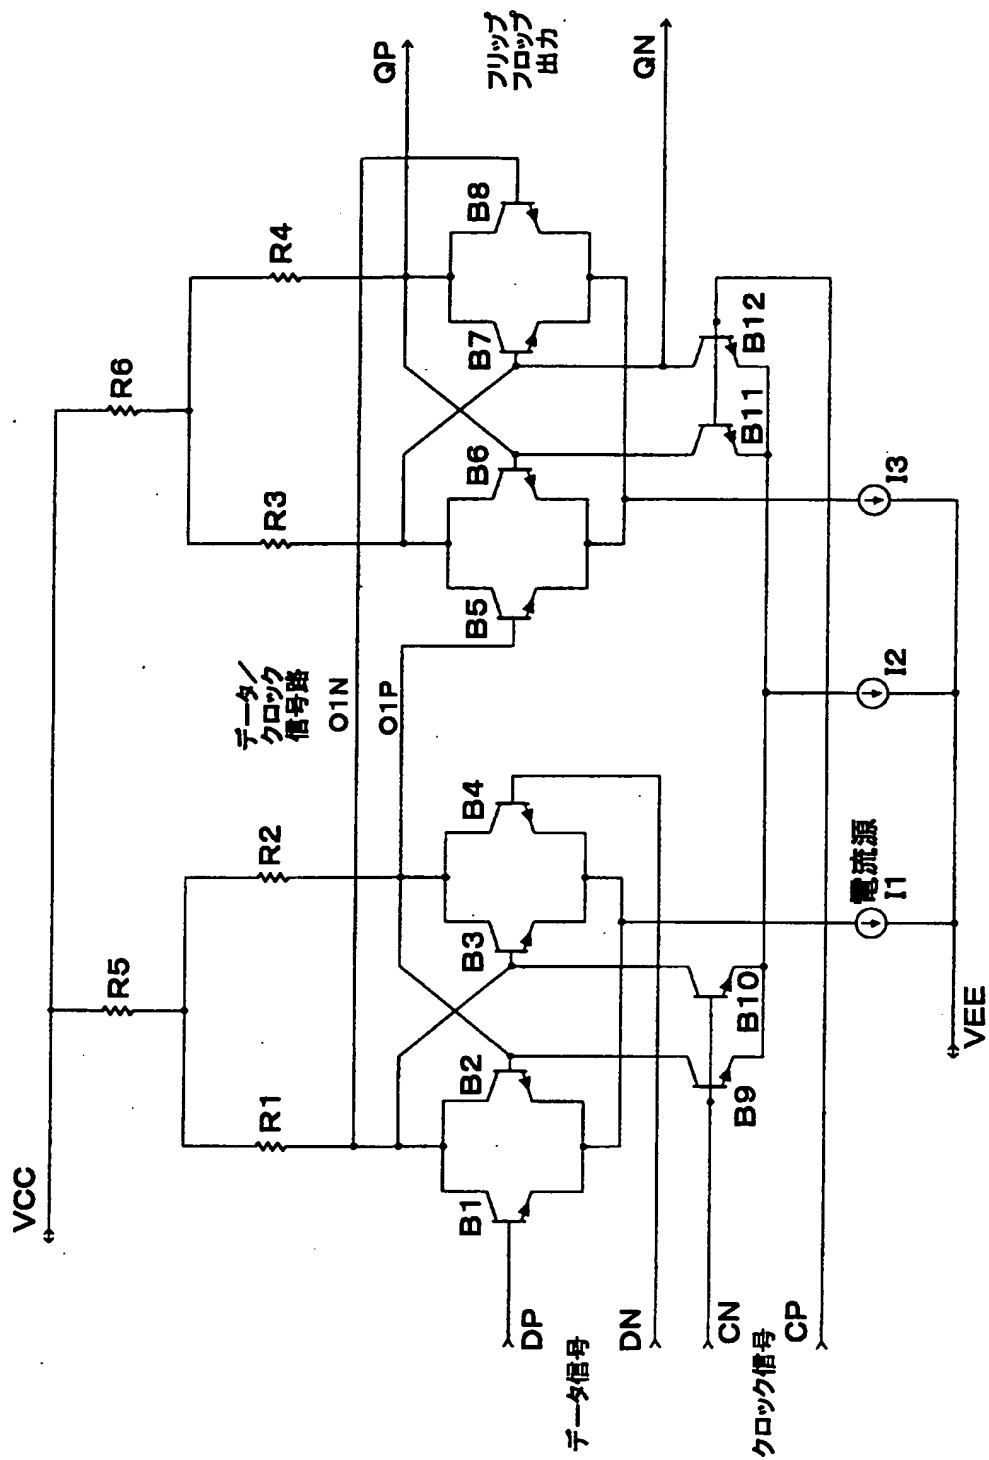 VCC
R5
R6
R1
R2
R3
R4
データ／
クロック
信号路
O1N
O1P
QP
フリップ
フロップ
出力
QN
B1
B2
B3
B4
B5
B6
B7
B8
DP
データ信号
DN
CN
クロック信号
CP
B9
B10
B11
B12
電流源
I1
I2
I3
VEE